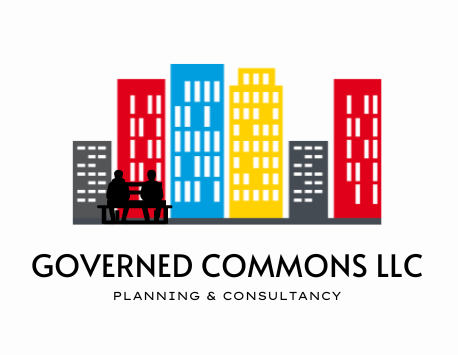 GOVERNED COMMONS LLC
PLANNING & CONSULTANCY